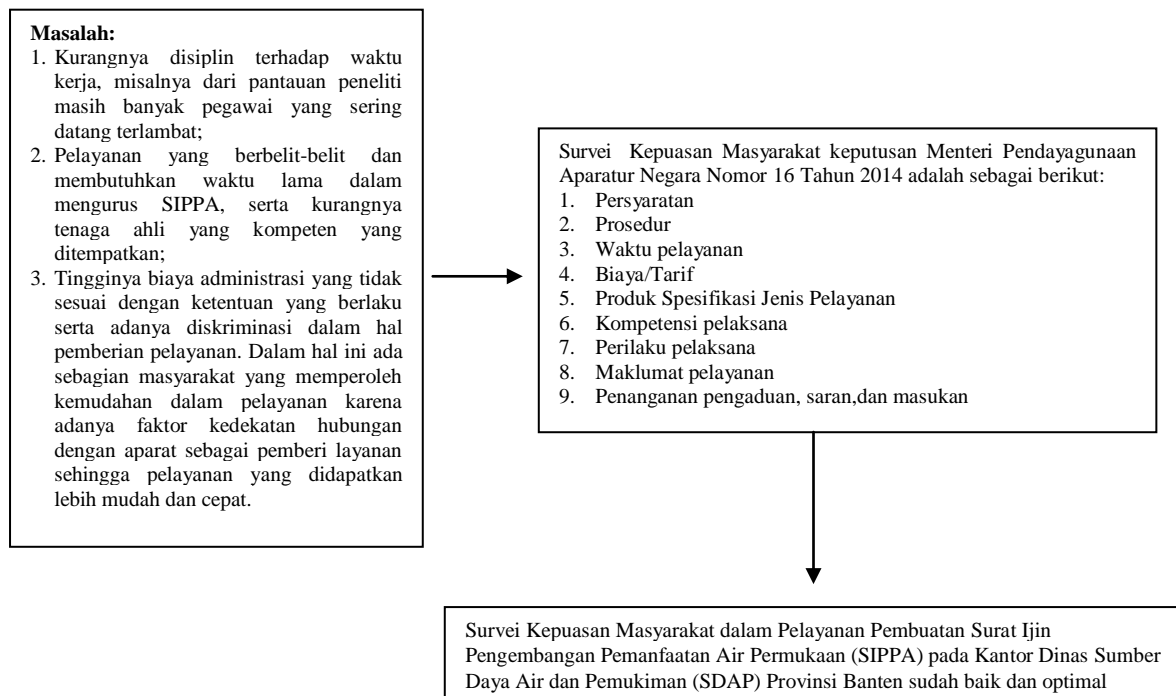 Masalah:
1. Kurangnya disiplin terhadap waktu
kerja, misalnya dari pantauan peneliti
masih banyak pegawai yang sering
datang terlambat;
2. Pelayanan yang berbelit-belit dan
membutuhkan waktu lama dalam
mengurus SIPPA, serta kurangnya
tenaga ahli yang kompeten yang
ditempatkan;
3. Tingginya biaya administrasi yang tidak
sesuai dengan ketentuan yang berlaku
serta adanya diskriminasi dalam hal
pemberian pelayanan. Dalam hal ini ada
sebagian masyarakat yang memperoleh
kemudahan dalam pelayanan karena
adanya faktor kedekatan hubungan
dengan aparat sebagai pemberi layanan
sehingga pelayanan yang didapatkan
lebih mudah dan cepat.
Survei Kepuasan Masyarakat keputusan Menteri Pendayagunaan
Aparatur Negara Nomor 16 Tahun 2014 adalah sebagai berikut:
1. Persyaratan
2. Prosedur
3. Waktu pelayanan
4. Biaya/Tarif
5. Produk Spesifikasi Jenis Pelayanan
6. Kompetensi pelaksana
7. Perilaku pelaksana
8. Maklumat pelayanan
9. Penanganan pengaduan, saran,dan masukan
Survei Kepuasan Masyarakat dalam Pelayanan Pembuatan Surat Ijin
Pengembangan Pemanfaatan Air Permukaan (SIPPA) pada Kantor Dinas Sumber
Daya Air dan Pemukiman (SDAP) Provinsi Banten sudah baik dan optimal